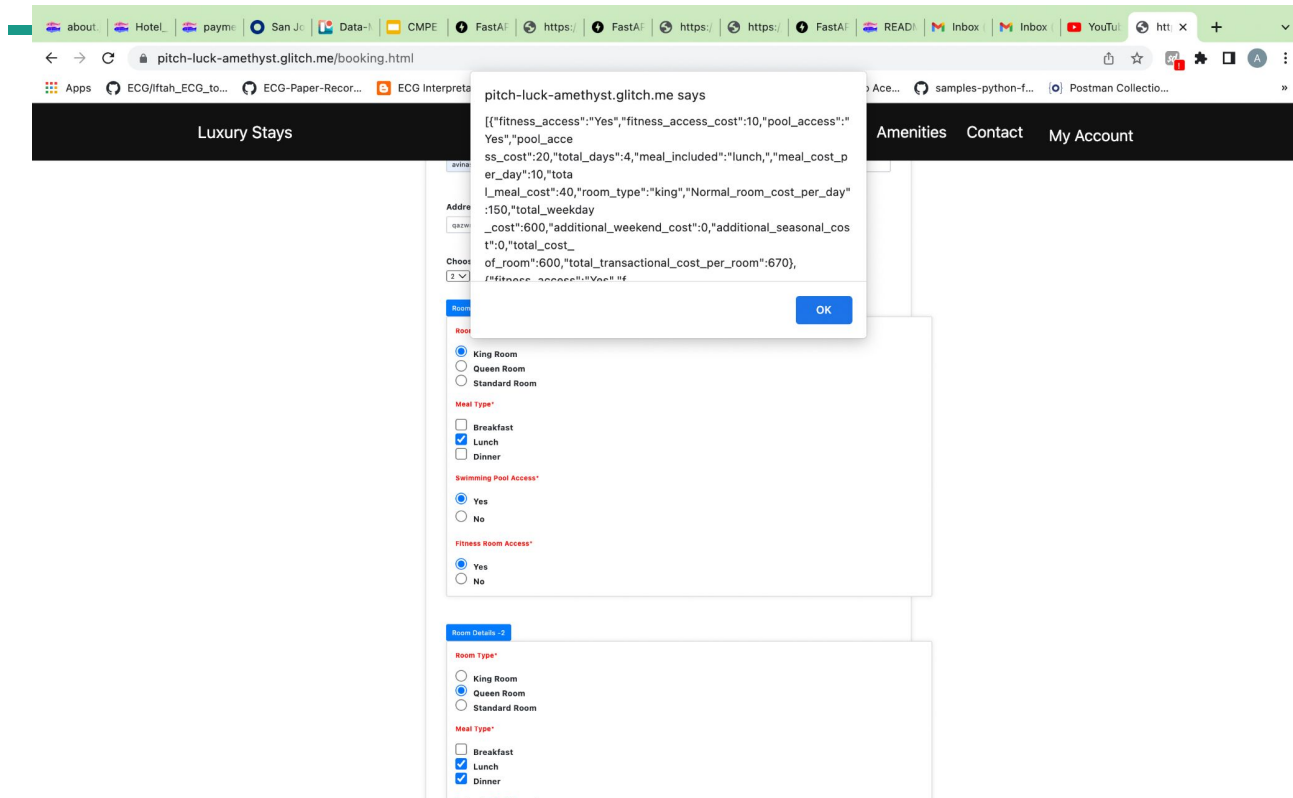 about
Hotel_
payme
San Jo
Data-M
CMPE
FastAP
https:/
FastAP
https:/
https:/
FastAP
READM
Inbox (
Inbox (
YouTub
htt
pitch-luck-amethyst.glitch.me/booking.html
A
Apps
ECG/Iftah_ECG_to...
ECG-Paper-Recor...
ECG Interpreta
Ace...
samples-python-f...
Postman Collectio...
»
Luxury Stays
Amenities
Contact
My Account
pitch-luck-amethyst.glitch.me says
[{"fitness_access":"Yes","fitness_access_cost":10,"pool_access":"
Yes","pool_acce
ss_cost":20,"total_days":4,"meal_included":"lunch,","meal_cost_p
er_day":10,"tota
l_meal_cost":40,"room_type":"king","Normal_room_cost_per_day"
:150,"total_weekday
_cost":600,"additional_weekend_cost":0,"additional_seasonal_cos
t":0,"total_cost_
of_room":600,"total_transactional_cost_per_room":670},
{"fitness_access":"Yes","f
OK
avinas
Addre
qazw
Choos
2
Room
Roor
King Room
Queen Room
Standard Room
Meal Type*
Breakfast
Lunch
Dinner
Swimming Pool Access*
Yes
No
Fitness Room Access*
Yes
No
Room Details -2
Room Type*
King Room
Queen Room
Standard Room
Meal Type*
Breakfast
Lunch
Dinner